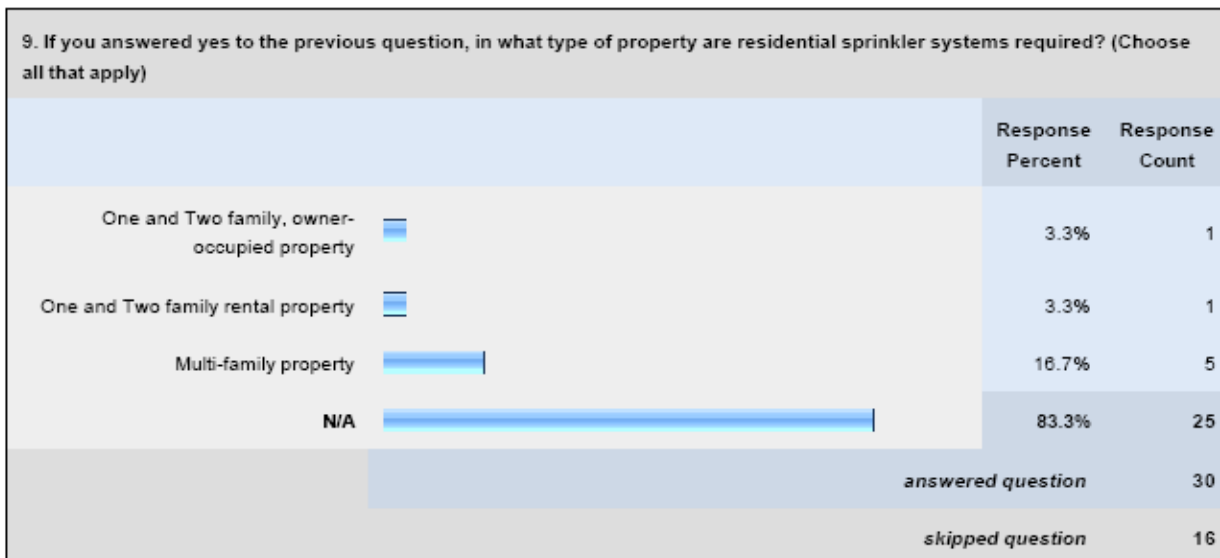 9. If you answered yes to the previous question, in what type of property are residential sprinkler systems required? (Choose
all that apply)
Response Percent
Response Count
One and Two family, owner-
occupied property
3.3%
1
One and Two family rental property
3.3%
1
Multi-family property
16.7%
5
N/A
83.3%
25
answered question
30
skipped question
16